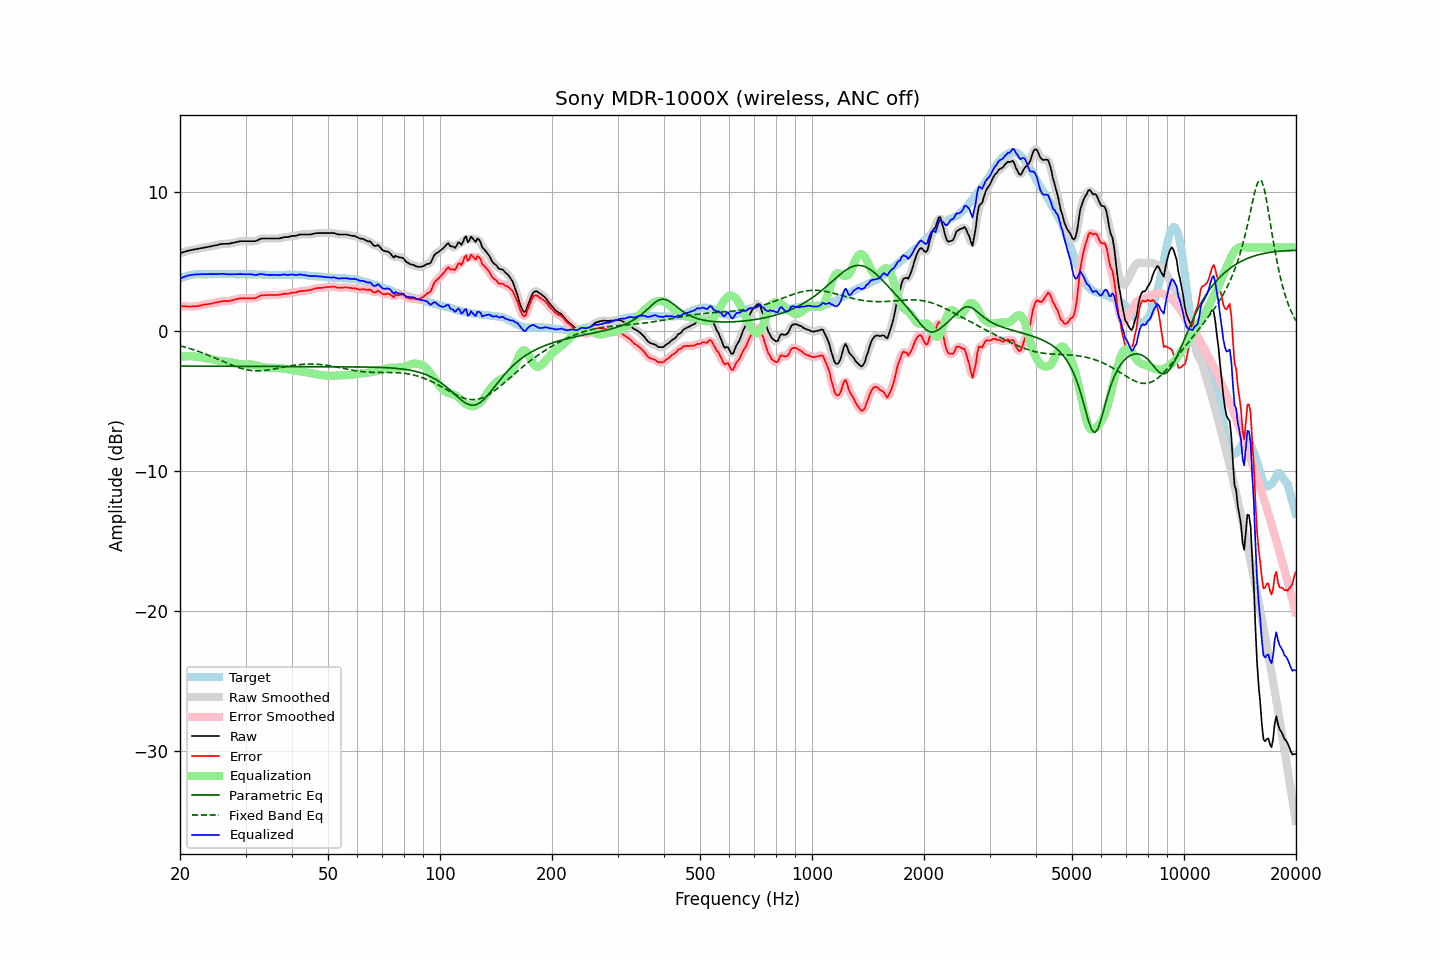 Sony MDR-1000X (wireless, ANC off)
Amplitude (dBr)
10
0
−10
−20
−30
Target
Raw Smoothed
Error Smoothed
Raw
Error
Equalization
Parametric Eq
Fixed Band Eq
Equalized
20 50 100 200 500 1000 2000 5000 10000 20000
Frequency (Hz)